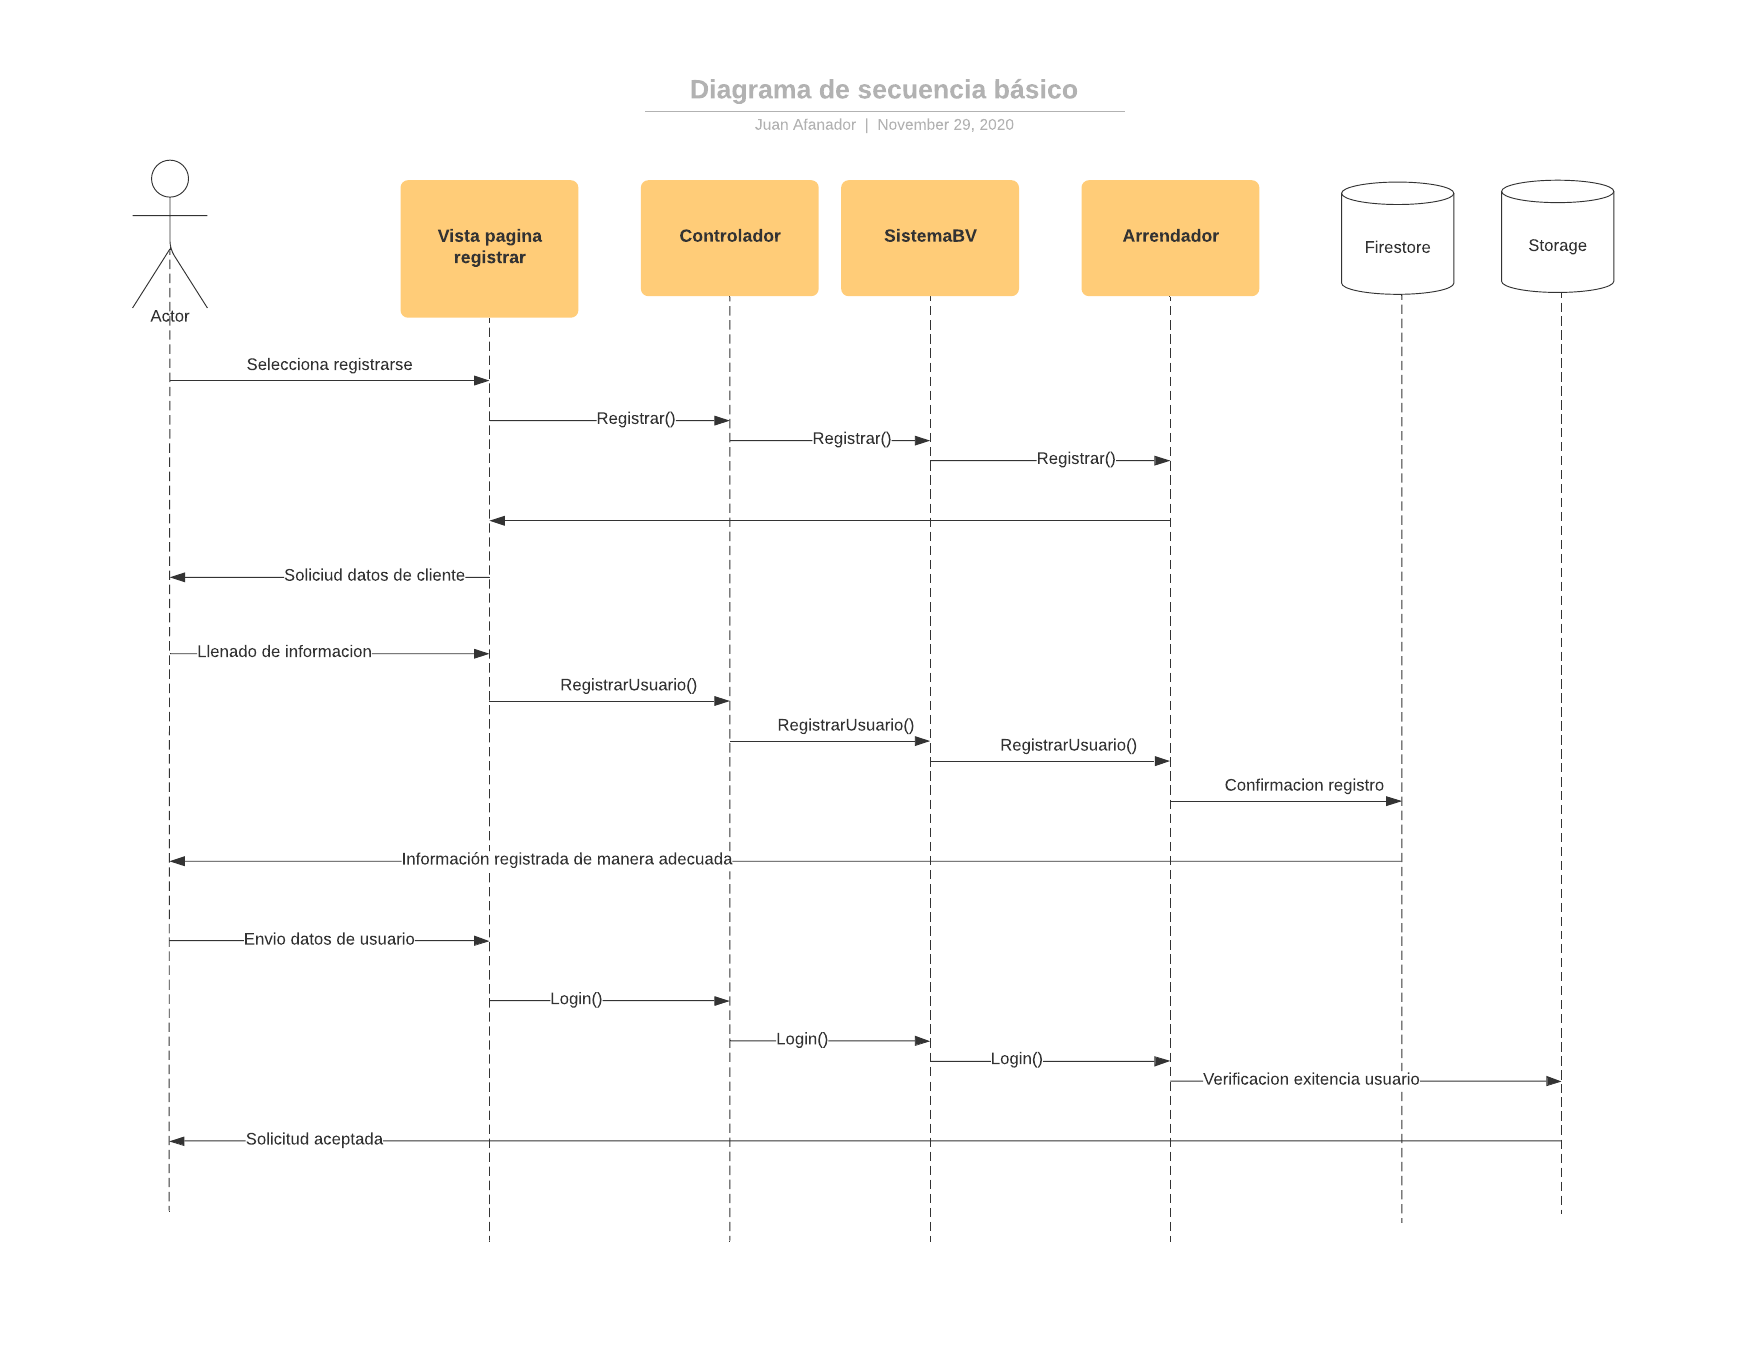 Diagrama de secuencia básico
Juan Afanador | November 29, 2020
Actor
Vista pagina
registrar
Controlador
SistemaBV
Arrendador
Firestore
Storage
Selecciona registrarse
Registrar()
Registrar()
Registrar()
Soliciud datos de cliente
Llenado de informacion
RegistrarUsuario()
RegistrarUsuario()
RegistrarUsuario()
Confirmacion registro
Información registrada de manera adecuada
Envio datos de usuario
Login()
Login()
Login()
Verificacion exitencia usuario
Solicitud aceptada